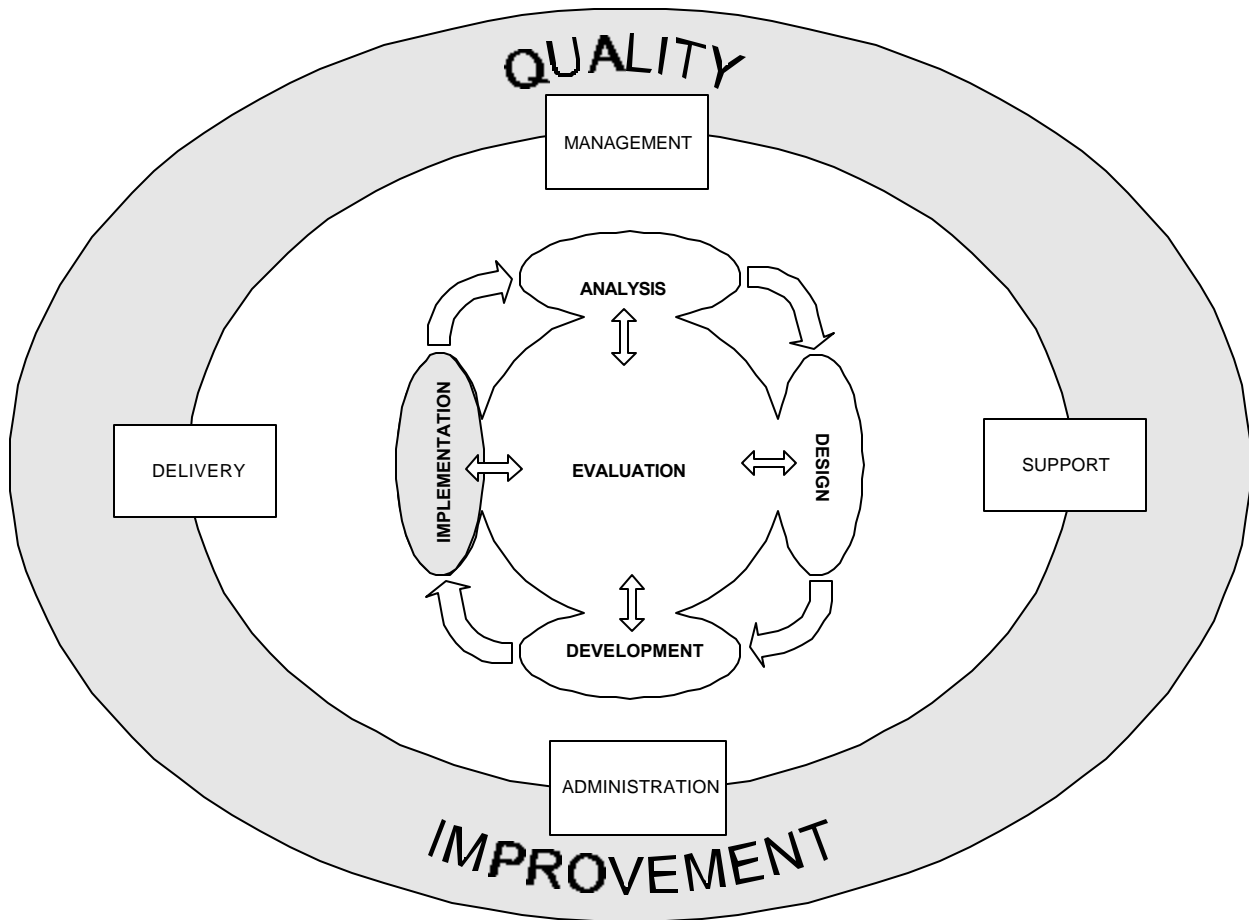 QUALITY
MANAGEMENT
ANALYSIS
IMPLEMENTATION
DELIVERY
EVALUATION
DESIGN
SUPPORT
DEVELOPMENT
ADMINISTRATION
IMPROVEMENT